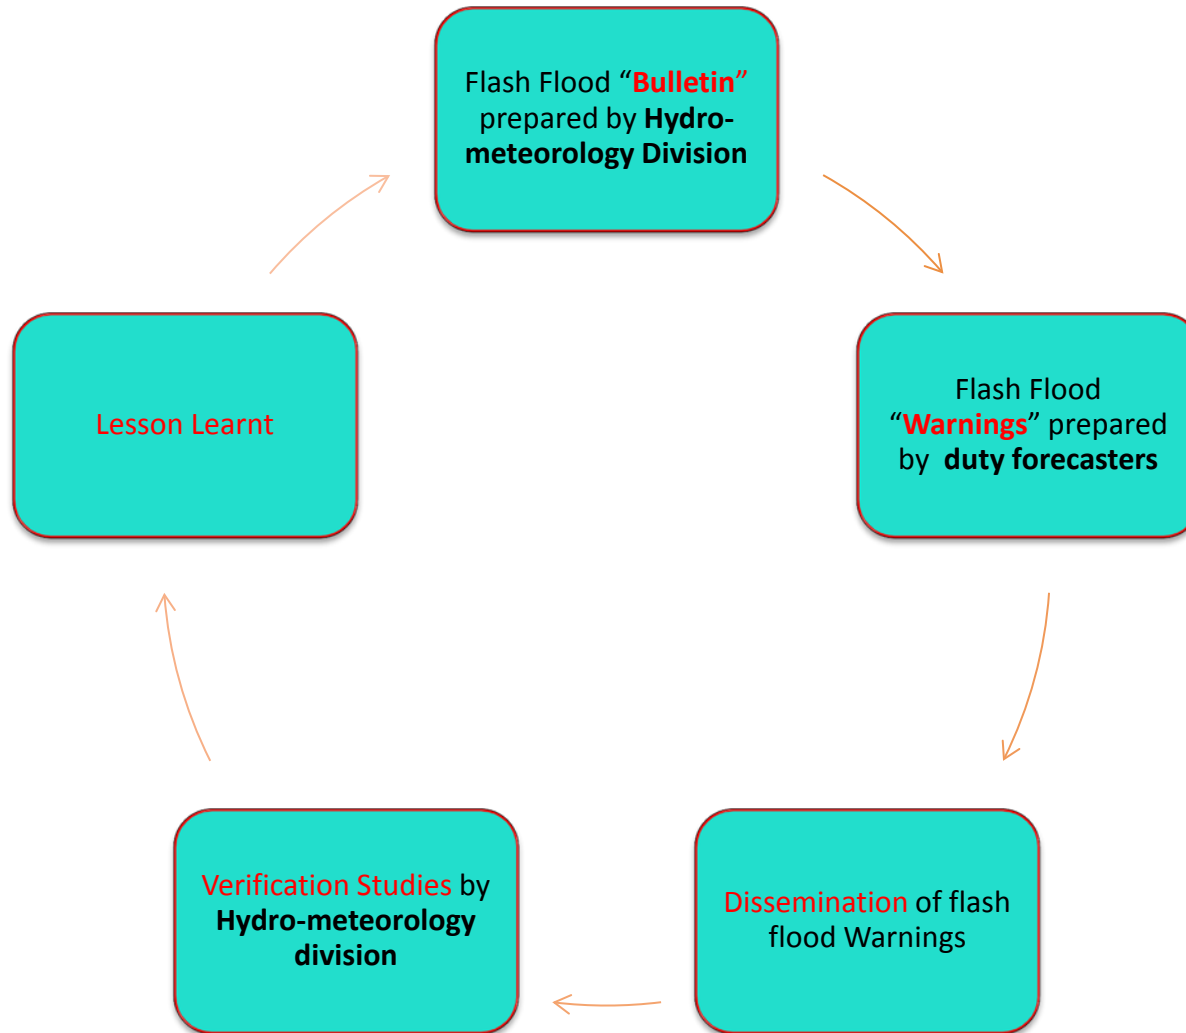 Flash Flood “Bulletin”
prepared by Hydro-
meteorology Division
Flash Flood
“Warnings” prepared
by duty forecasters
Dissemination of flash
flood Warnings
Verification Studies by
Hydro-meteorology
division
Lesson Learnt